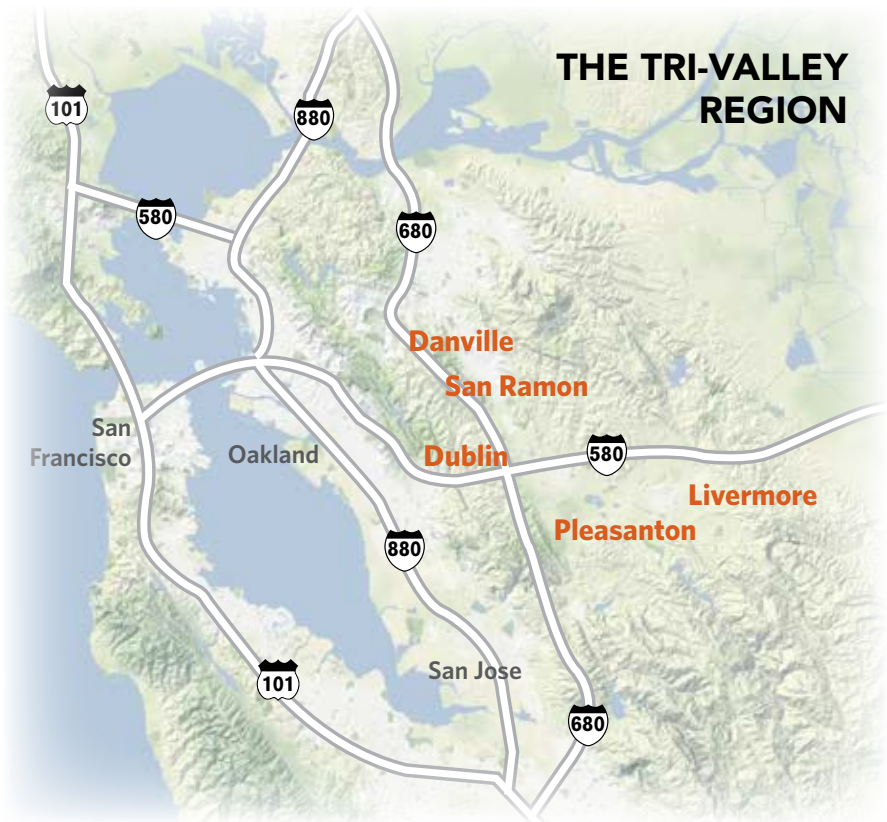 THE TRI-VALLEY
REGION
101
880
580
680
Danville
San Ramon
San
Francisco
Oakland
Dublin
580
Livermore
Pleasanton
880
San Jose
101
680